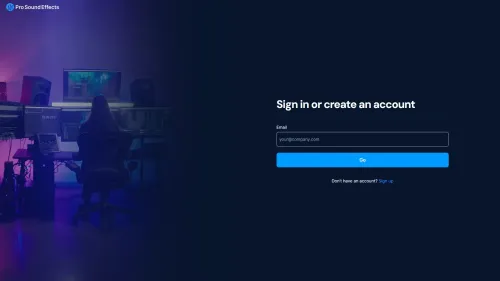 Pro Sound Effects
Sign in or create an account
Email
your@company.com
Go
Don't have an account? Sign up